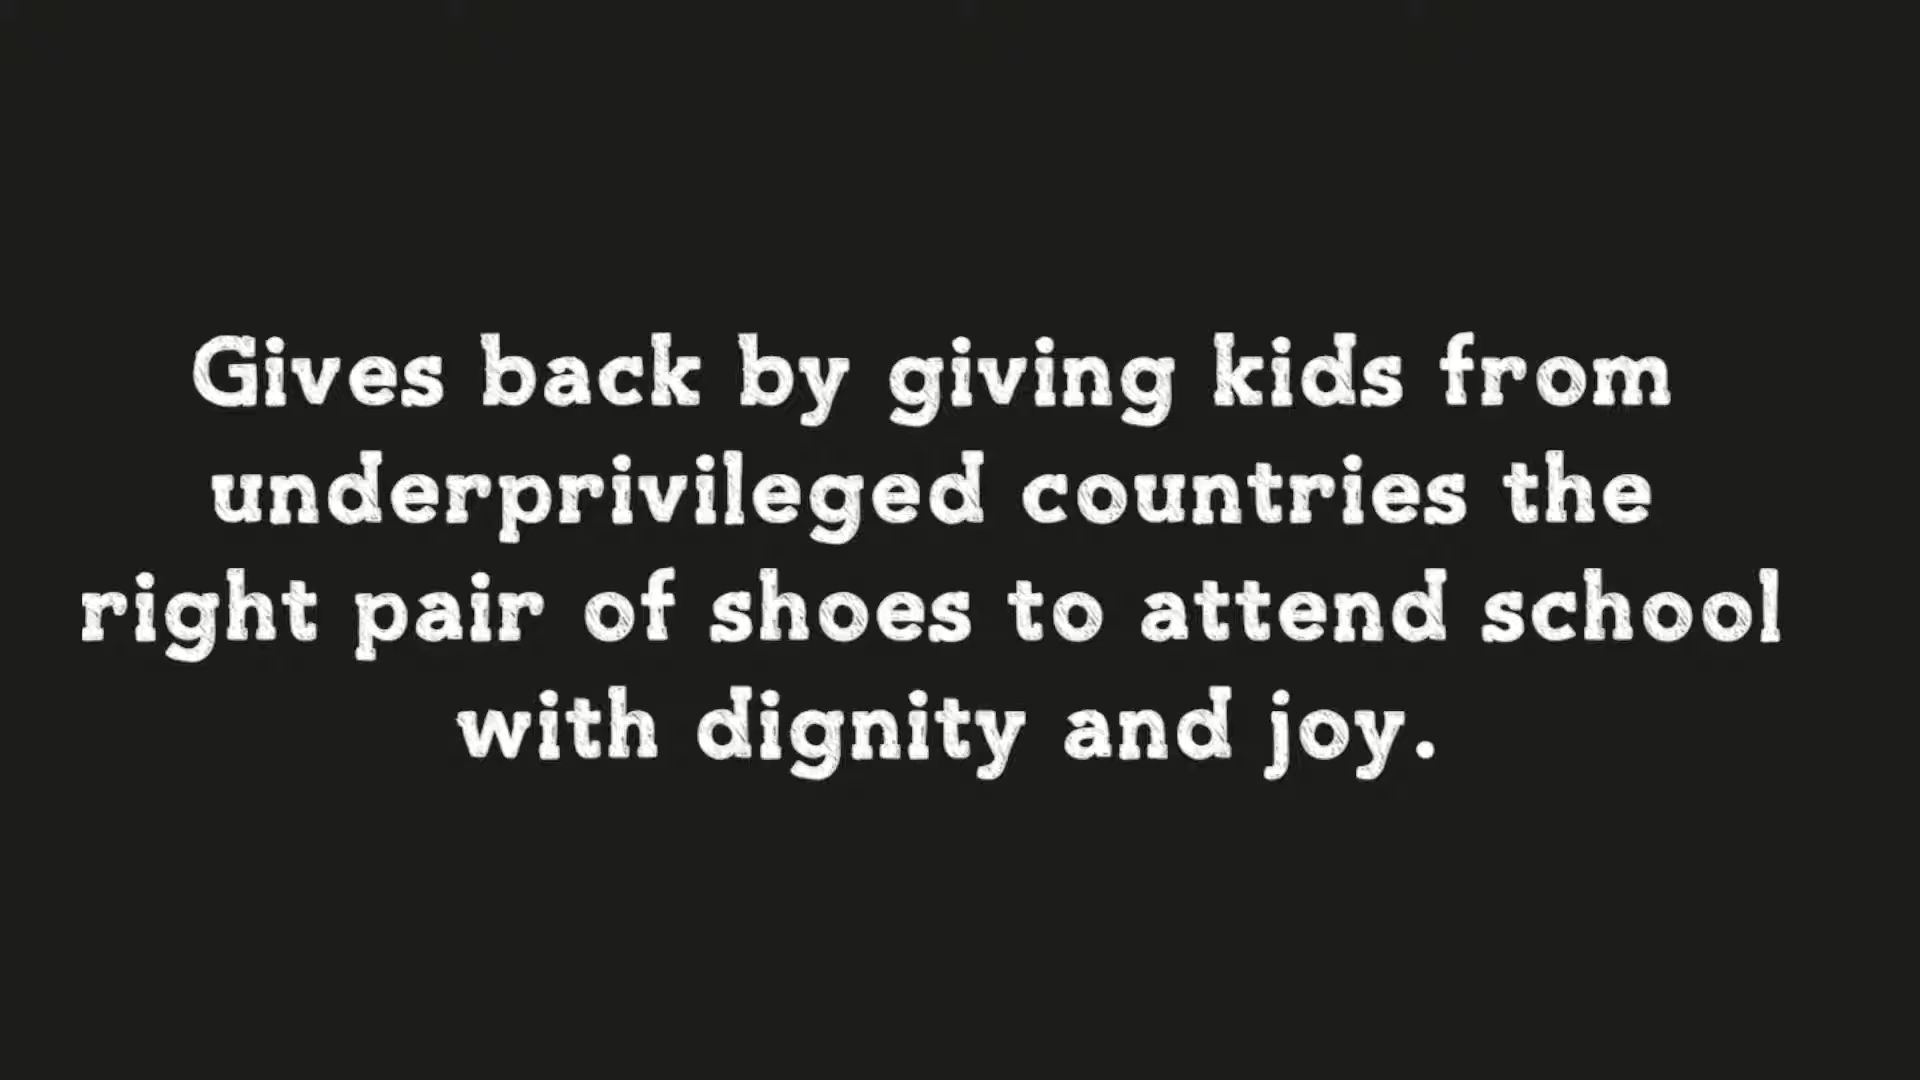 Gives back by giving kids from
underprivileged countries the
right pair of shoes to attend school
with dignity and joy.